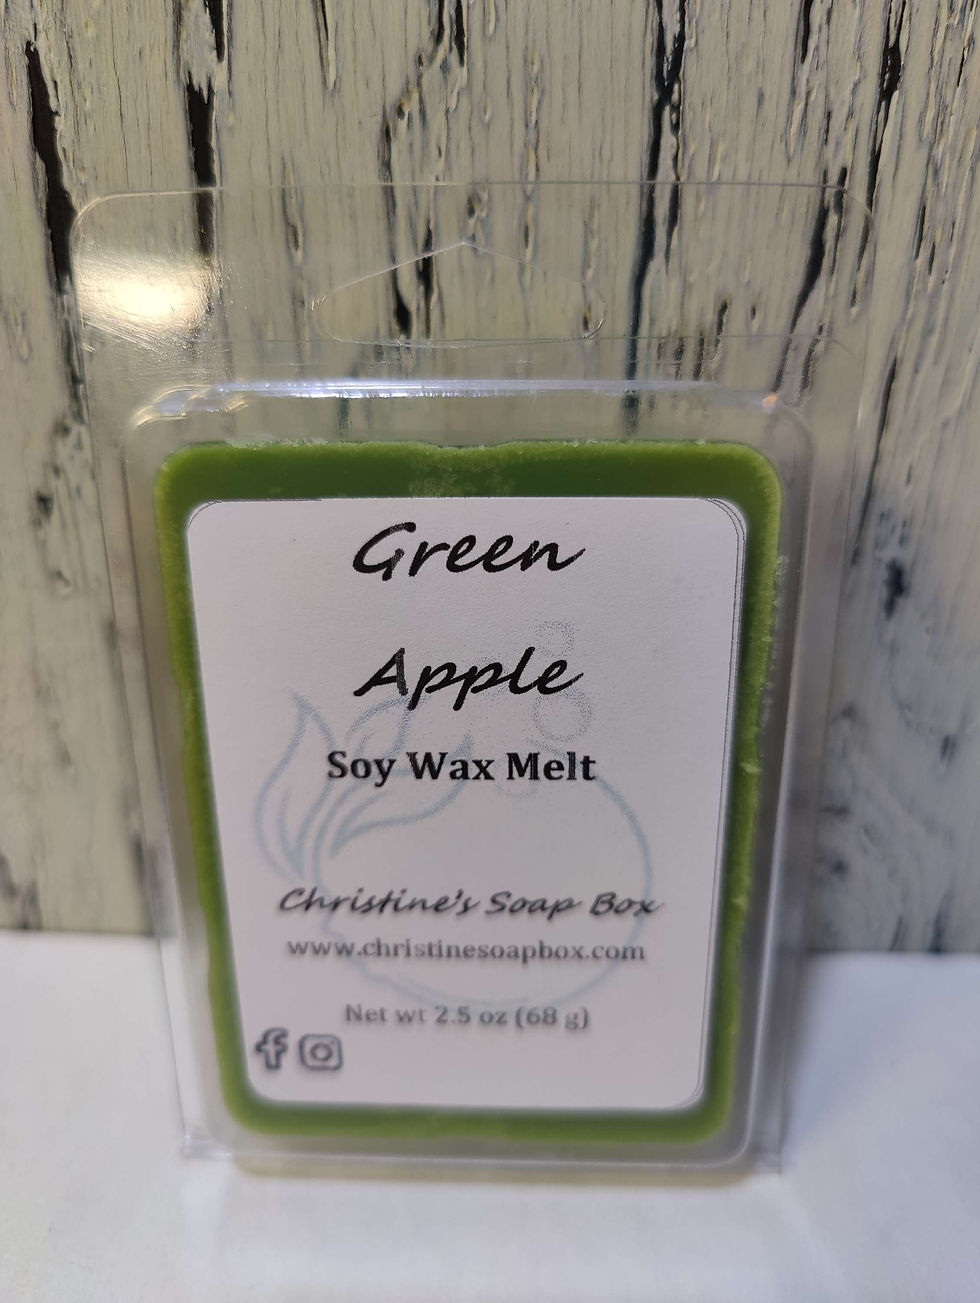 Green
Apple
Soy Wax Melt
Christine's Soap Box
www.christinesoapbox.com
Net wt 2.5 oz (68 g)